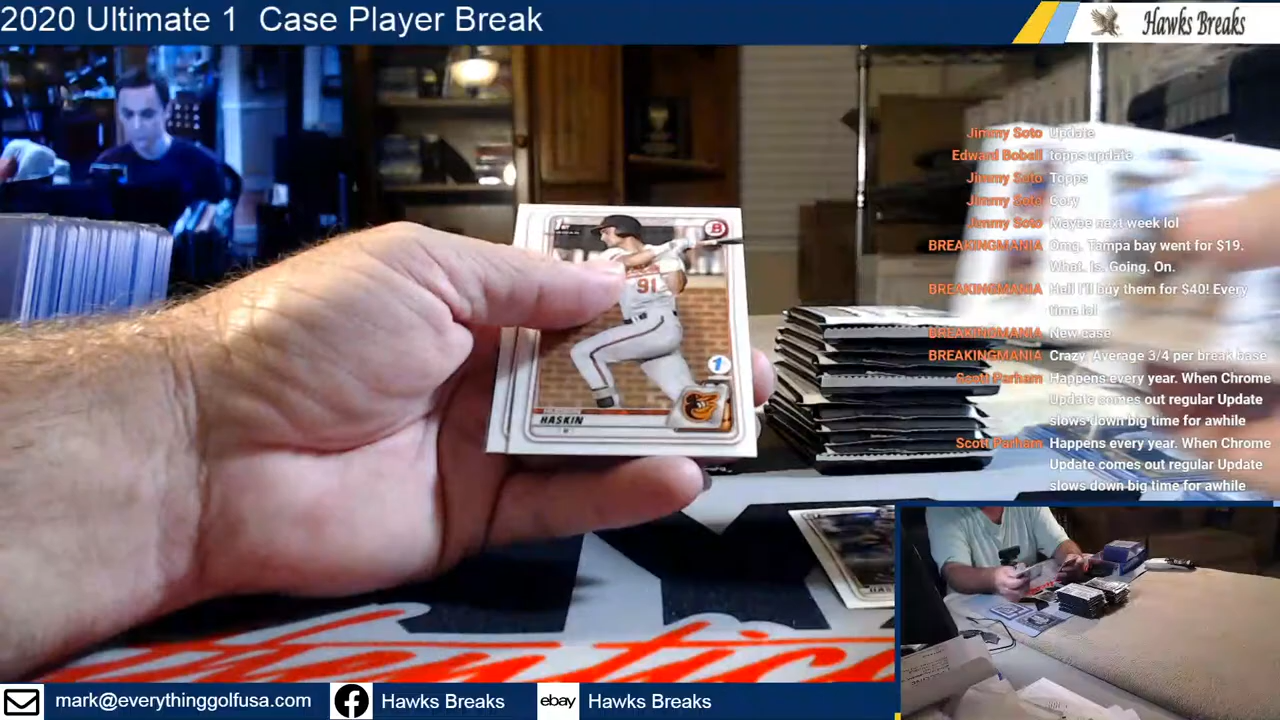 2020 Ultimate 1 Case Player Break
Hawks Breaks
Jimmy Soto Update
Edward Boball topps update
Jimmy Soto Topps
Jimmy Soto Cory
Jimmy Soto Maybe next week lol
BREAKINGMANIA Omg. Tampa bay went for $19.
What. Is. Going. On.
BREAKINGMANIA Hell I'll buy them for $40! Every
time lol
BREAKINGMANIA New case
BREAKINGMANIA Crazy. Average 3/4 per break base
Scott Parham Happens every year. When Chrome
Update comes out regular Update
slows down big time for awhile
Scott Parham Happens every year. When Chrome
Update comes out regular Update
slows down big time for awhile
1st
B
91
1
HASKIN
mark@everythinggolfusa.com
Hawks Breaks
ebay
Hawks Breaks